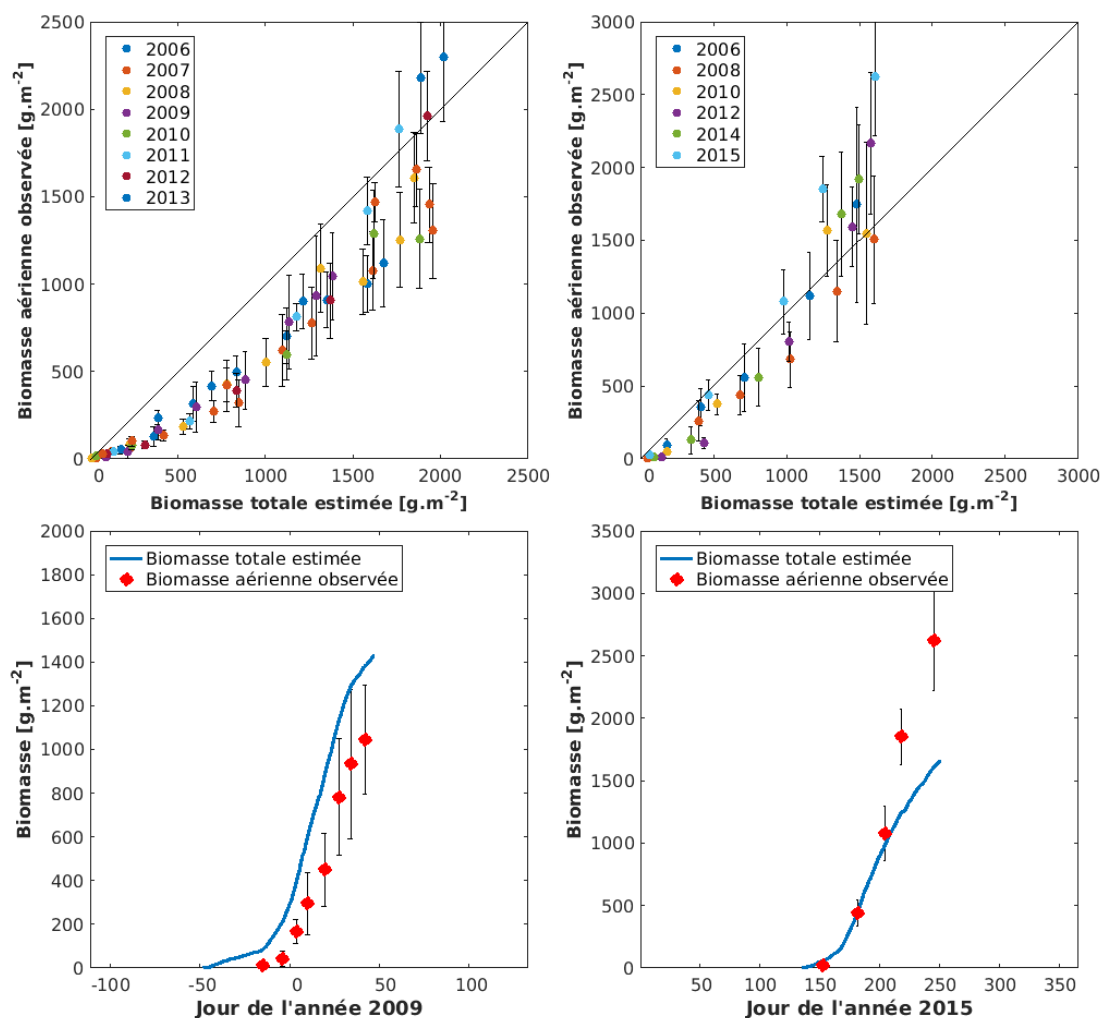 Biomasse aérienne observée [g.m-2]
2500
2000
1500
1000
500
0
2006
2007
2008
2009
2010
2011
2012
2013
0 500 1000 1500 2000 2500
Biomasse totale estimée [g.m-2]
Biomasse aérienne observée [g.m-2]
3000
2500
2000
1500
1000
500
0
2006
2008
2010
2012
2014
2015
0 500 1000 1500 2000 2500 3000
Biomasse totale estimée [g.m-2]
Biomasse [g.m-2]
2000
1800
1600
1400
1200
1000
800
600
400
200
0
Biomasse totale estimée
Biomasse aérienne observée
-100 -50 0 50 100
Jour de l'année 2009
Biomasse [g.m-2]
3500
3000
2500
2000
1500
1000
500
0
Biomasse totale estimée
Biomasse aérienne observée
50 100 150 200 250 300 350
Jour de l'année 2015